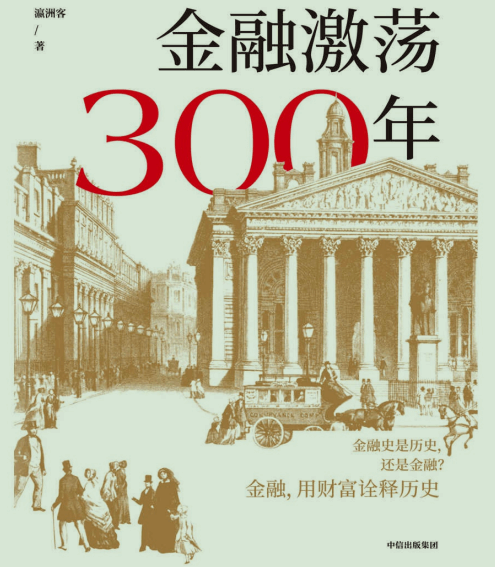 瀛洲客
/
著
金融激荡
300年
金融史是历史,
还是金融?
金融, 用财富诠释历史
中信出版集团